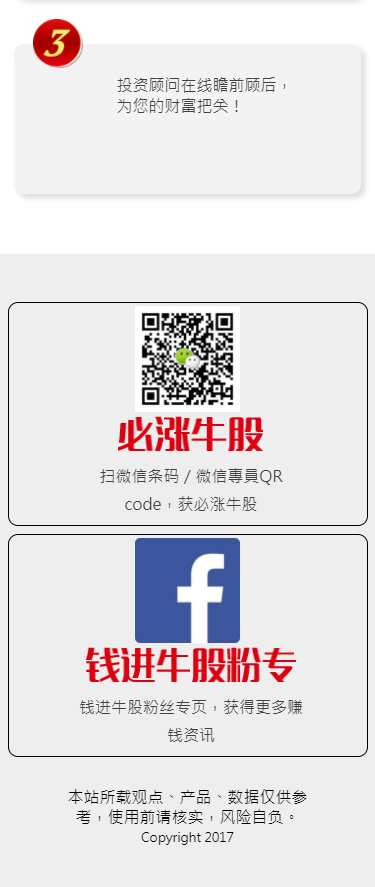 3
投资顾问在线瞻前顾后，
为您的财富把关！
必涨牛股
扫微信条码 / 微信專員QR
code，获必涨牛股
f
钱进牛股粉专
钱进牛股粉丝专页，获得更多赚
钱资讯
本站所载观点、产品、数据仅供参
考，使用前请核实，风险自负。
Copyright 2017